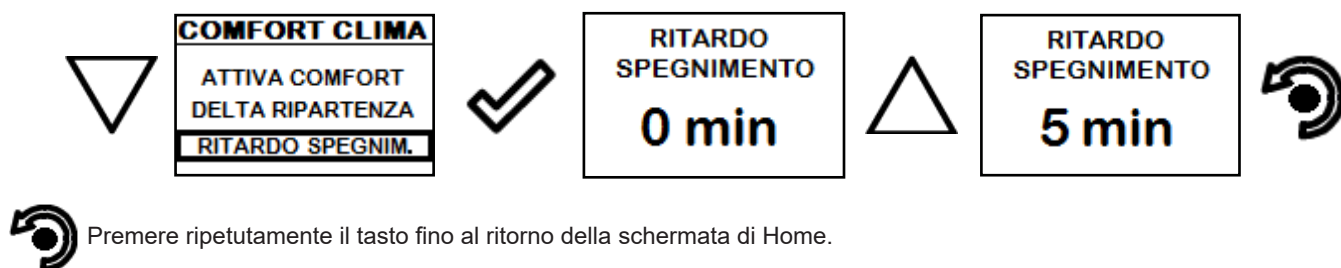 COMFORT CLIMA
ATTIVA COMFORT
DELTA RIPARTENZA
RITARDO SPEGNIM.
RITARDO
SPEGNIMENTO
0 min
RITARDO
SPEGNIMENTO
5 min
Premere ripetutamente il tasto fino al ritorno della schermata di Home.